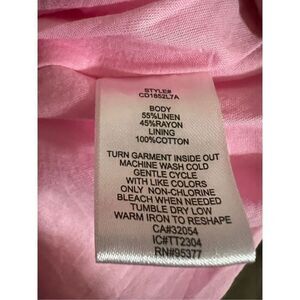 STYLE#
CD1852L7A
BODY
55%LINEN
45%RAYON
LINING
100%COTTON
TURN GARMENT INSIDE OUT
MACHINE WASH COLD
GENTLE CYCLE
WITH LIKE COLORS
ONLY NON-CHLORINE
BLEACH WHEN NEEDED
TUMBLE DRY LOW
WARM IRON TO RESHAPE
CA#32054
IC#TT2304
RN#95377